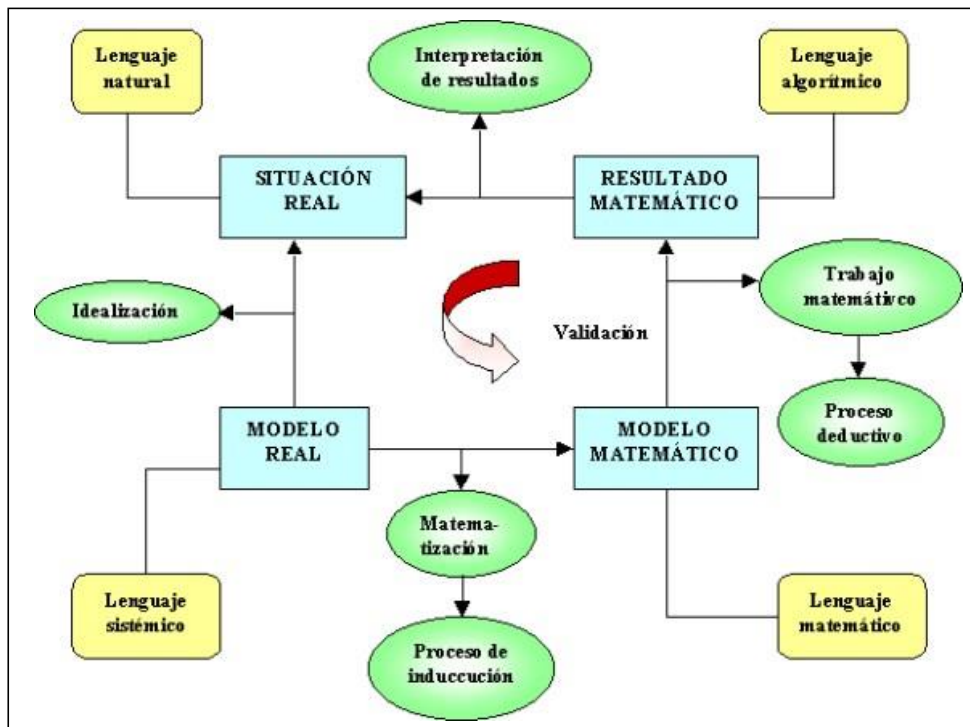 Lenguaje
natural
Interpretación
de resultados
Lenguaje
algorítmico
SITUACIÓN
REAL
RESULTADO
MATEMÁTICO
Idealización
Validación
Trabajo
matemátivco
MODELO
REAL
MODELO
MATEMÁTICO
Proceso
deductivo
Matema-
tización
Lenguaje
sistémico
Proceso de
induccución
Lenguaje
matemático